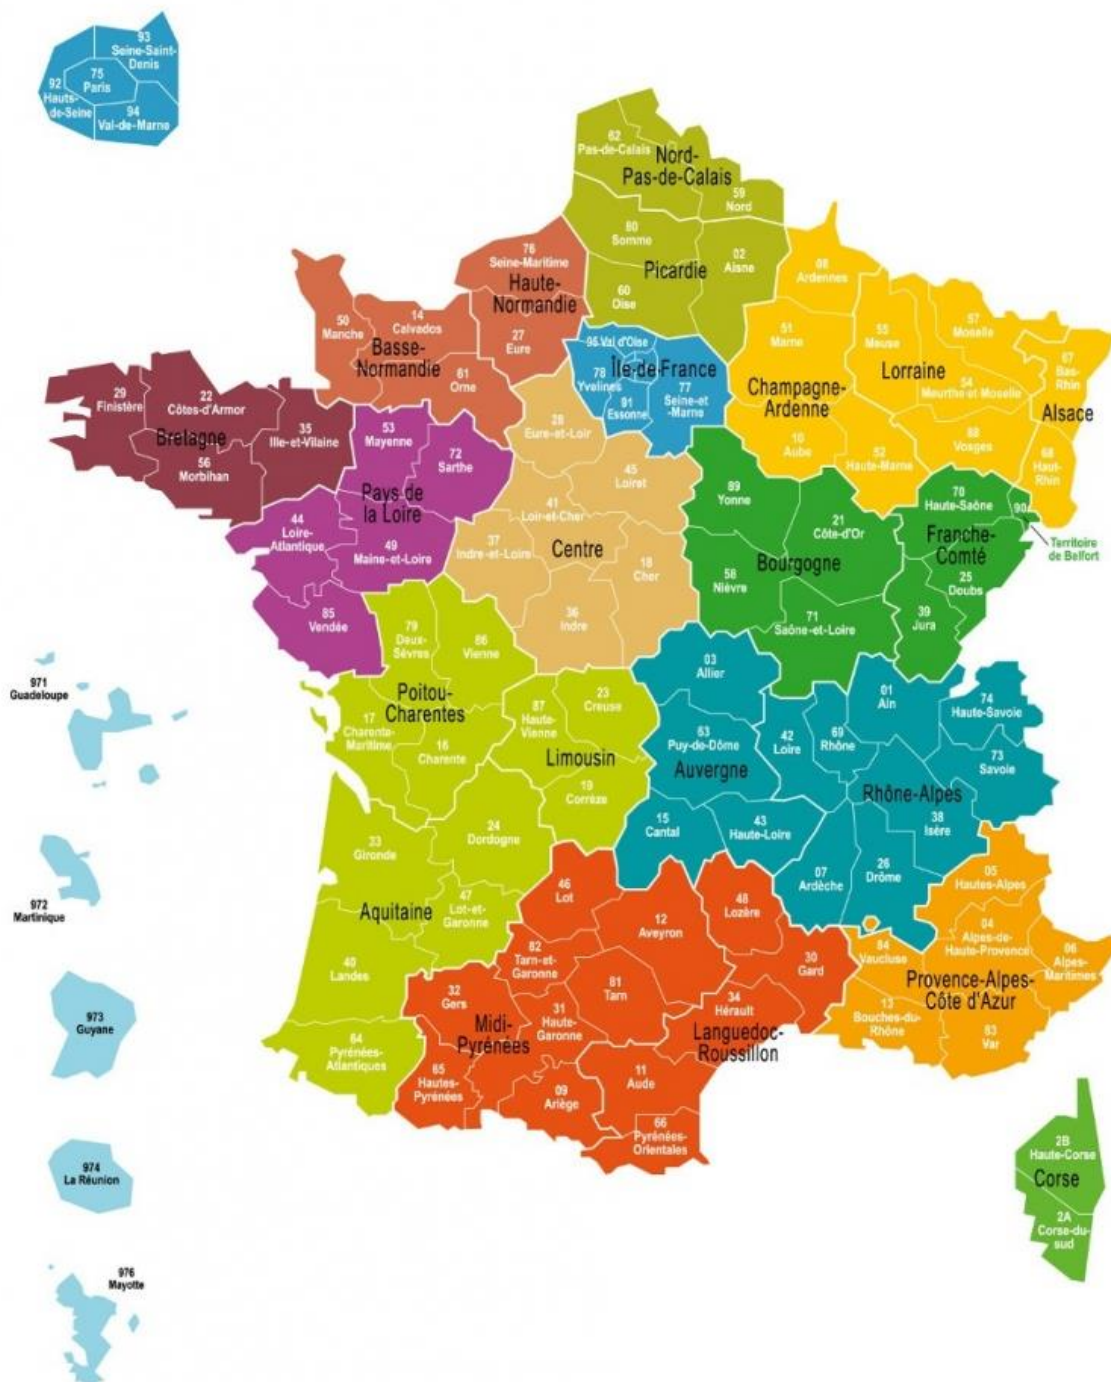 93
Seine-Saint-
Denis
92
Hauts-
de-Seine
75
Paris
94
Val-de-Marne
62
Pas-de-Calais
Nord-
Pas-de-Calais
59
Nord
80
Somme
02
Aisne
Picardie
60
Oise
76
Seine-Maritime
Haute-
Normandie
27
Eure
50
Manche
14
Calvados
Basse-
Normandie
61
Orne
08
Ardennes
51
Marne
55
Meuse
57
Moselle
67
Bas-
Rhin
Lorraine
54
Meurthe et Moselle
Champagne-
Ardenne
Alsace
10
Aube
52
Haute-Marne
88
Vosges
68
Haut-
Rhin
95 Val d'Oise
Île-de-France
78
Yvelines
91
Essonne
77
Seine-et
-Marne
29
Finistère
22
Côtes-d'Armor
35
Ille-et-Vilaine
Bretagne
56
Morbihan
53
Mayenne
72
Sarthe
Pays de
la Loire
44
Loire-
Atlantique
49
Maine-et-Loire
85
Vendée
28
Eure-et-Loir
45
Loiret
41
Loir-et-Cher
37
Indre-et-Loire
Centre
18
Cher
36
Indre
89
Yonne
21
Côte-d'Or
Bourgogne
58
Nièvre
71
Saône-et-Loire
70
Haute-Saône
90
Territoire
de Belfort
Franche-
Comté
25
Doubs
39
Jura
79
Deux-
Sèvres
86
Vienne
Poitou-
Charentes
17
Charente-
Maritime
16
Charente
87
Haute-
Vienne
23
Creuse
Limousin
19
Corrèze
03
Allier
63
Puy-de-Dôme
Auvergne
15
Cantal
43
Haute-Loire
42
Loire
69
Rhône
01
Ain
74
Haute-Savoie
73
Savoie
Rhône-Alpes
38
Isère
07
Ardèche
26
Drôme
24
Dordogne
33
Gironde
47
Lot-et-
Garonne
Aquitaine
40
Landes
64
Pyrénées-
Atlantiques
46
Lot
12
Aveyron
82
Tarn-et-
Garonne
81
Tarn
32
Gers
31
Haute-
Garonne
Midi-
Pyrénées
65
Hautes-
Pyrénées
09
Ariège
48
Lozère
30
Gard
34
Hérault
Languedoc-
Roussillon
11
Aude
66
Pyrénées-
Orientales
05
Hautes-Alpes
04
Alpes-de-
Haute-Provence
06
Alpes-
Maritimes
84
Vaucluse
Provence-Alpes-
Côte d'Azur
13
Bouches-du-
Rhône
83
Var
2B
Haute-Corse
Corse
2A
Corse-du-
sud
971
Guadeloupe
972
Martinique
973
Guyane
974
La Réunion
976
Mayotte